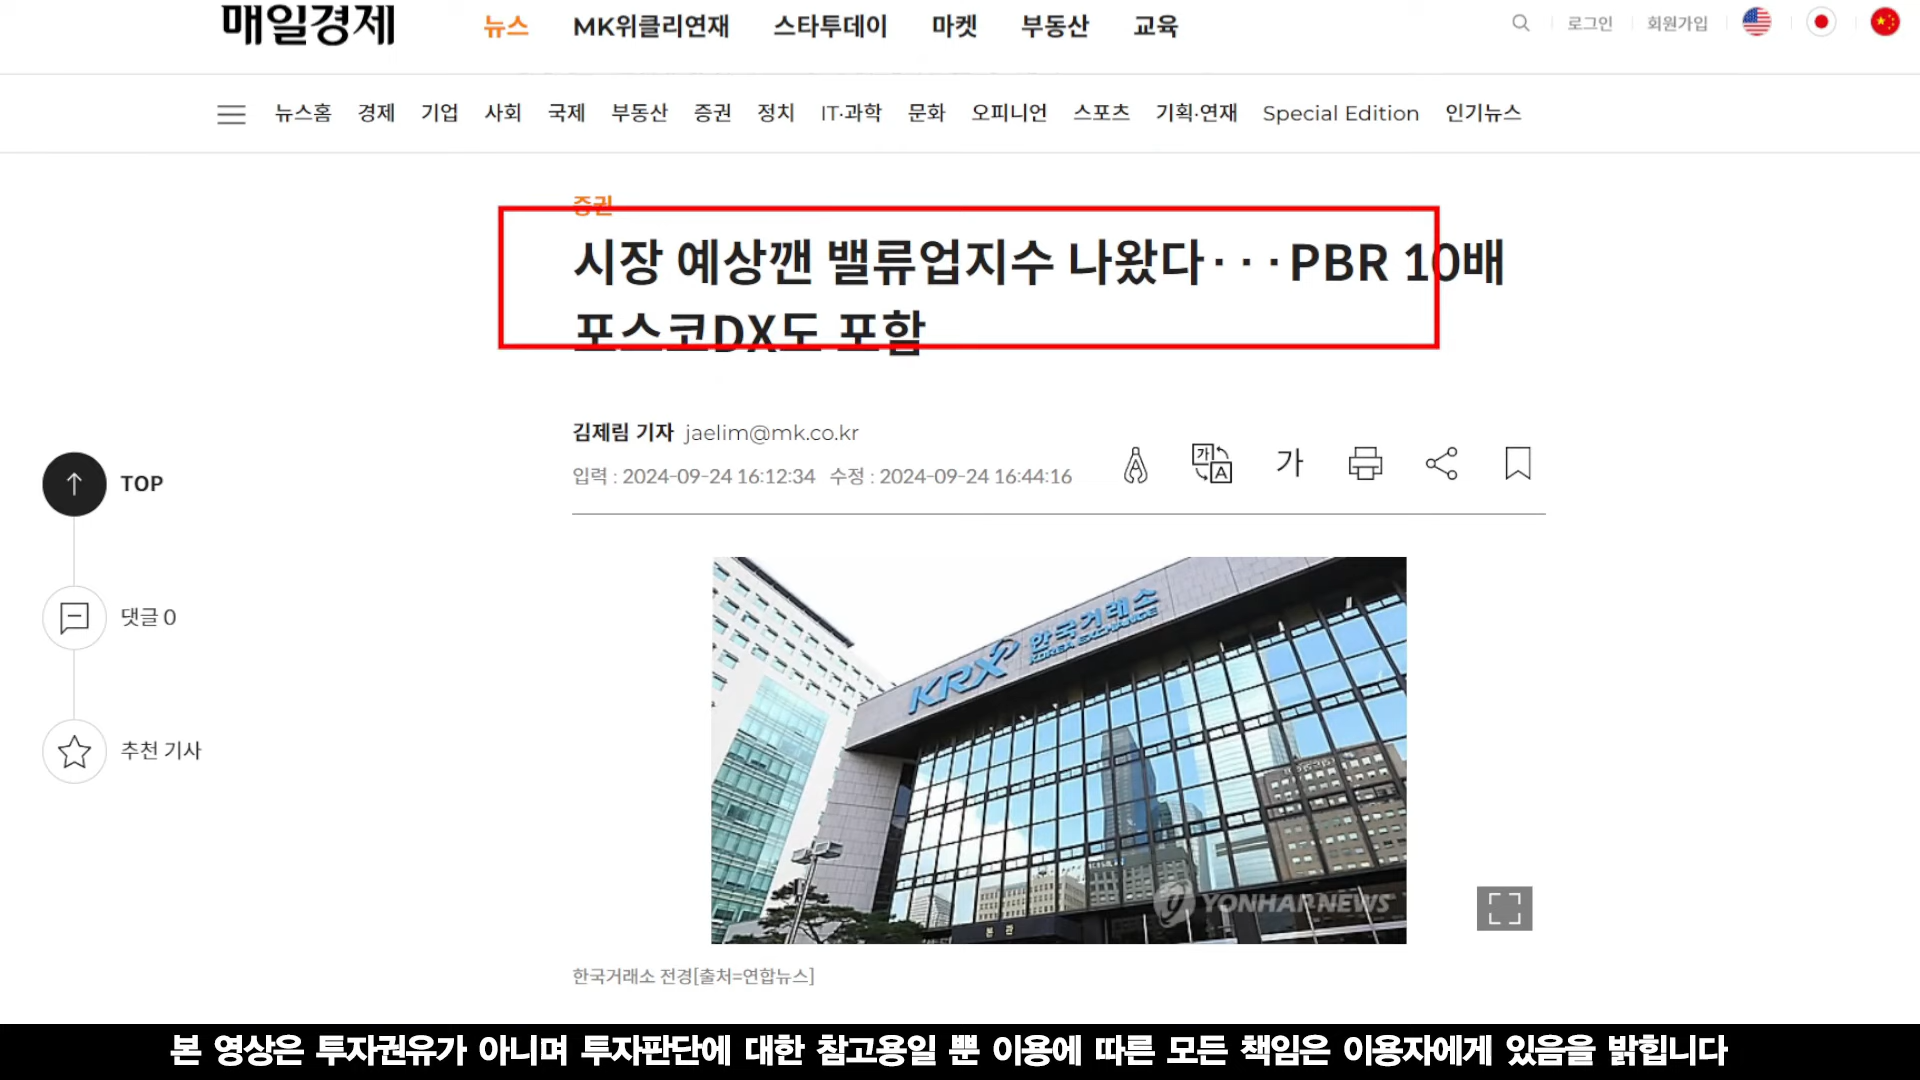 매일경제
뉴스 MK위클리연재 스타투데이 마켓 부동산 교육
로그인 회원가입
뉴스홈 경제 기업 사회 국제 부동산 증권 정치 IT·과학 문화 오피니언 스포츠 기획·연재 Special Edition 인기뉴스
증권
시장 예상깬 밸류업지수 나왔다···PBR 10배
포스코DX도 포함
김제림 기자 jaelim@mk.co.kr
입력 : 2024-09-24 16:12:34 수정 : 2024-09-24 16:44:16
가
A
가
TOP
댓글 0
추천 기사
KRX 한국거래소
KOREA EXCHANGE
본관
YONHAPNEWS
한국거래소 전경[출처=연합뉴스]
본 영상은 투자권유가 아니며 투자판단에 대한 참고용일 뿐 이용에 따른 모든 책임은 이용자에게 있음을 밝힙니다